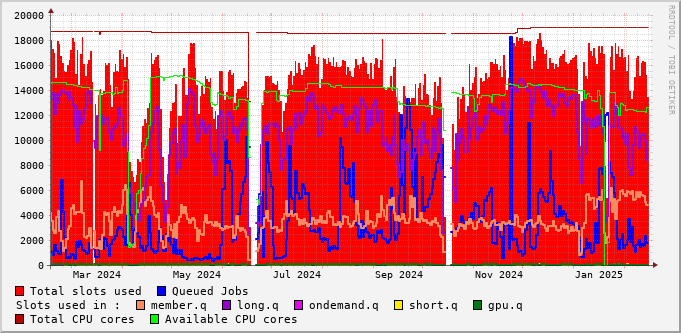 20000
18000
16000
14000
12000
10000
8000
6000
4000
2000
0
Mar 2024 May 2024 Jul 2024 Sep 2024 Nov 2024 Jan 2025
RRDTOOL / TOBI OETIKER
Total slots used Queued Jobs
Slots used in : member.q long.q ondemand.q short.q gpu.q
Total CPU cores Available CPU cores